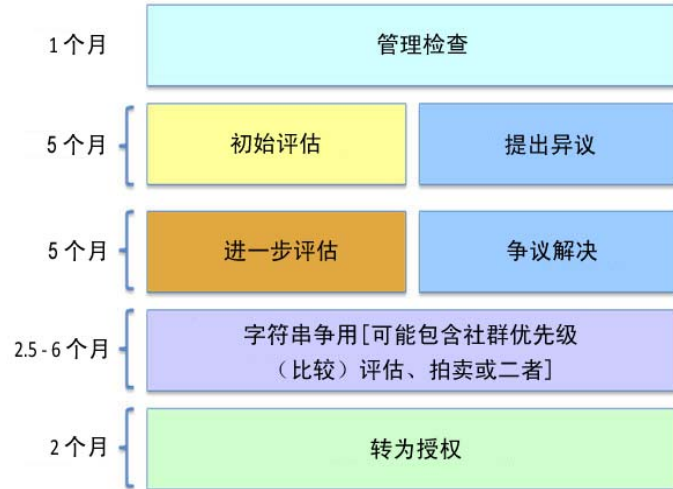 1 个月
管理检查
5 个月
初始评估
提出异议
5 个月
进一步评估
争议解决
2.5 - 6 个月
字符串争用[可能包含社群优先级
（比较）评估、拍卖或二者]
2 个月
转为授权